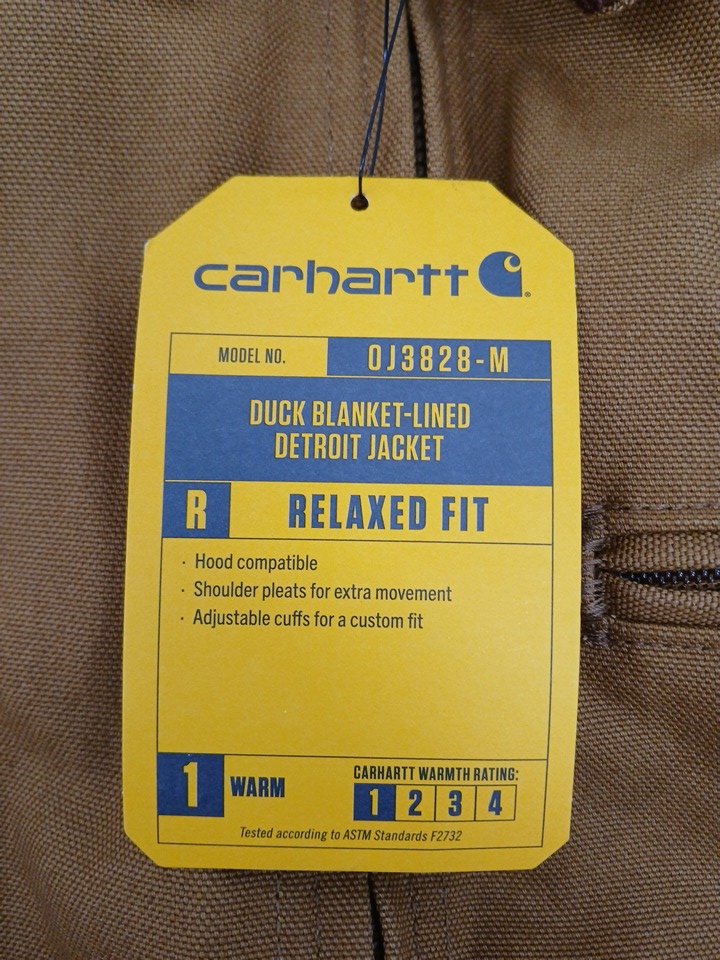 carhartt
MODEL NO. OJ3828-M
DUCK BLANKET-LINED
DETROIT JACKET
R RELAXED FIT
· Hood compatible
· Shoulder pleats for extra movement
· Adjustable cuffs for a custom fit
CARHARTT WARMTH RATING:
1 WARM 1 2 3 4
Tested according to ASTM Standards F2732